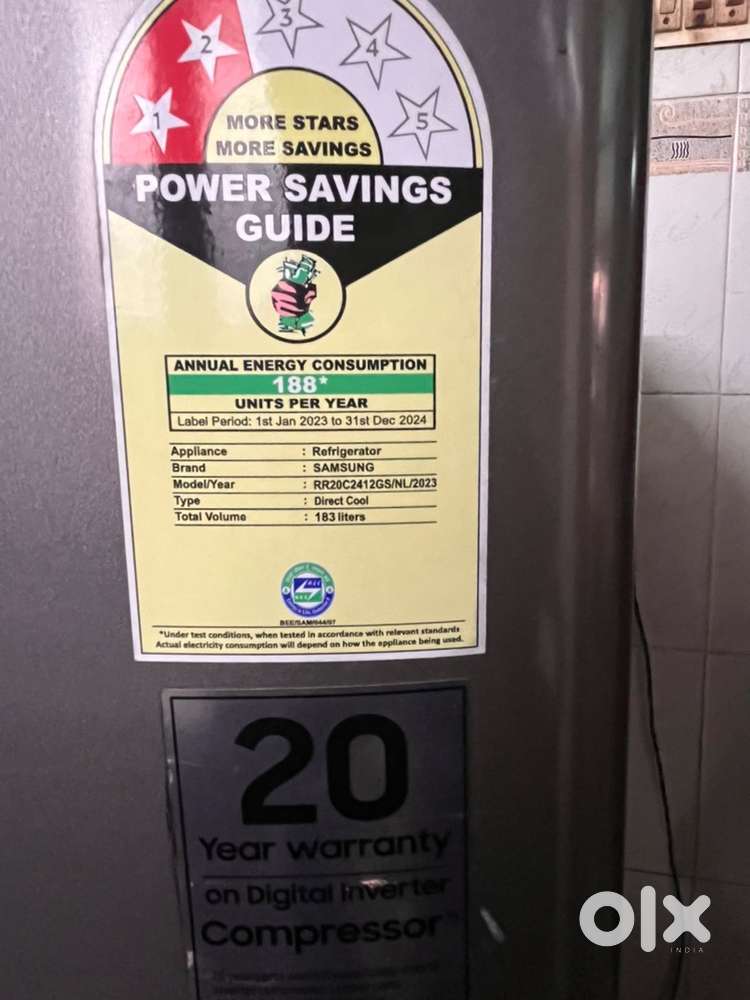 1 2 3 4 5
MORE STARS
MORE SAVINGS
POWER SAVINGS
GUIDE
ANNUAL ENERGY CONSUMPTION
188*
UNITS PER YEAR
Label Period: 1st Jan 2023 to 31st Dec 2024
Appliance : Refrigerator
Brand : SAMSUNG
Model/Year : RR20C2412GS/NL/2023
Type : Direct Cool
Total Volume : 183 liters
*Under test conditions, when tested in accordance with relevant standards
Actual electricity consumption will depend on how the appliance being used.
20
Year warranty
on Digital Inverter
Compressor
olx
INDIA